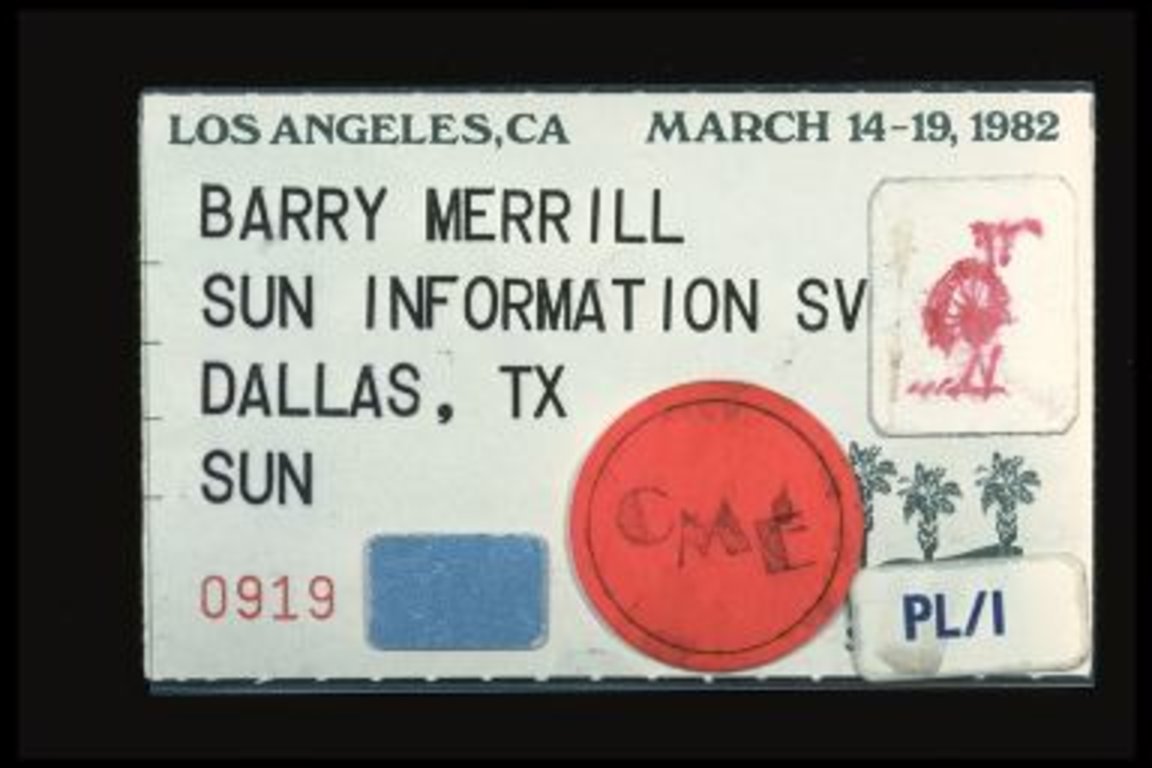 LOS ANGELES, CA MARCH 14-19, 1982
BARRY MERRILL
SUN INFORMATION SV
DALLAS, TX
SUN
CME
0919
PL/I